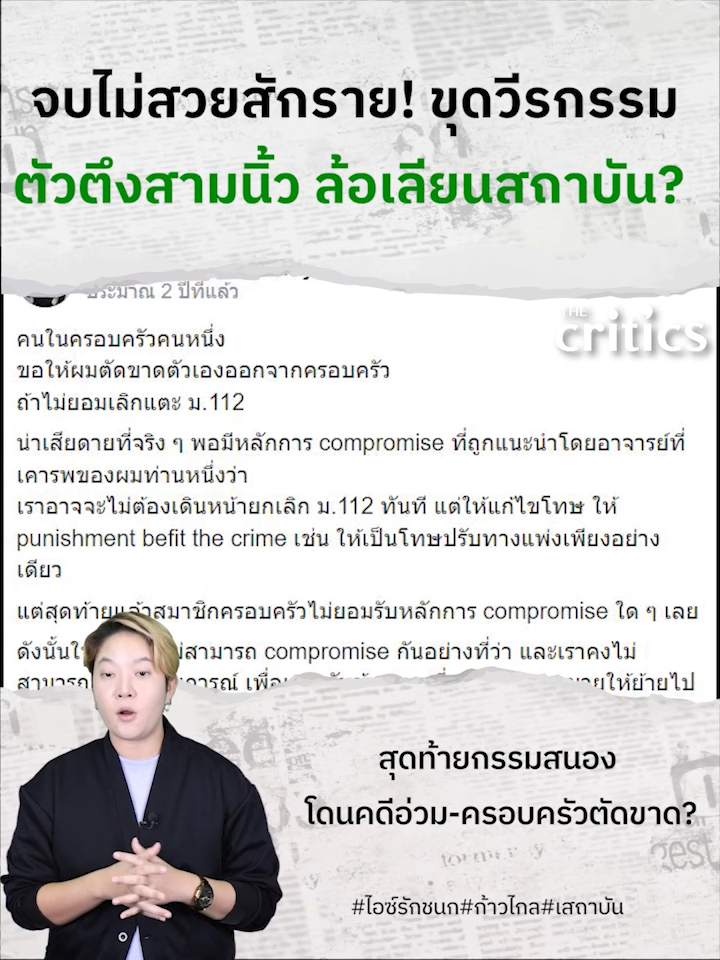 จบไม่สวยสักราย! ขุดวีรกรรม
ตัวตึงสามนิ้ว ล้อเลียนสถาบัน?
ประมาณ 2 ปีที่แล้ว
THE
critics
คนในครอบครัวคนหนึ่ง
ขอให้ผมตัดขาดตัวเองออกจากครอบครัว
ถ้าไม่ยอมเลิกแตะ ม.112
น่าเสียดายที่จริง ๆ พอมีหลักการ compromise ที่ถูกแนะนำโดยอาจารย์ที่
เคารพของผมท่านหนึ่งว่า
เราอาจจะไม่ต้องเดินหน้ายกเลิก ม.112 ทันที แต่ให้แก้ไขโทษ ให้
punishment befit the crime เช่น ให้เป็นโทษปรับทางแพ่งเพียงอย่าง
เดียว
แต่สุดท้ายแล้วสมาชิกครอบครัวไม่ยอมรับหลักการ compromise ใด ๆ เลย
ดังนั้น สามารถ compromise กันอย่างที่ว่า และเราคงไม่
สามารถ ให้ย้ายไป
สุดท้ายกรรมสนอง
โดนคดีอ่วม-ครอบครัวตัดขาด?
#ไอซ์รักชนก#ก้าวไกล#เสถาบัน